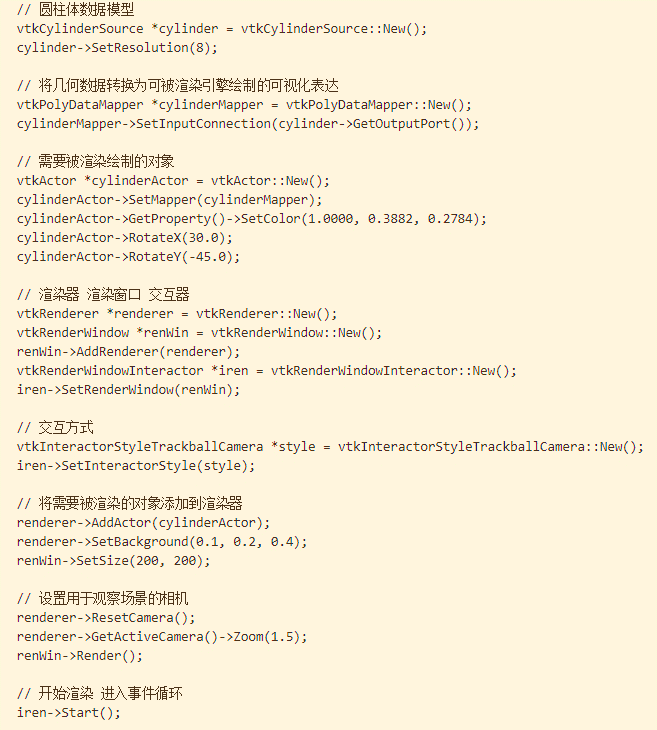 // 圆柱体数据模型
vtkCylinderSource *cylinder = vtkCylinderSource::New();
cylinder->SetResolution(8);
// 将几何数据转换为可被渲染引擎绘制的可视化表达
vtkPolyDataMapper *cylinderMapper = vtkPolyDataMapper::New();
cylinderMapper->SetInputConnection(cylinder->GetOutputPort());
// 需要被渲染绘制的对象
vtkActor *cylinderActor = vtkActor::New();
cylinderActor->SetMapper(cylinderMapper);
cylinderActor->GetProperty()->SetColor(1.0000, 0.3882, 0.2784);
cylinderActor->RotateX(30.0);
cylinderActor->RotateY(-45.0);
// 渲染器 渲染窗口 交互器
vtkRenderer *renderer = vtkRenderer::New();
vtkRenderWindow *renWin = vtkRenderWindow::New();
renWin->AddRenderer(renderer);
vtkRenderWindowInteractor *iren = vtkRenderWindowInteractor::New();
iren->SetRenderWindow(renWin);
// 交互方式
vtkInteractorStyleTrackballCamera *style = vtkInteractorStyleTrackballCamera::New();
iren->SetInteractorStyle(style);
// 将需要被渲染的对象添加到渲染器
renderer->AddActor(cylinderActor);
renderer->SetBackground(0.1, 0.2, 0.4);
renWin->SetSize(200, 200);
// 设置用于观察场景的相机
renderer->ResetCamera();
renderer->GetActiveCamera()->Zoom(1.5);
renWin->Render();
// 开始渲染 进入事件循环
iren->Start();